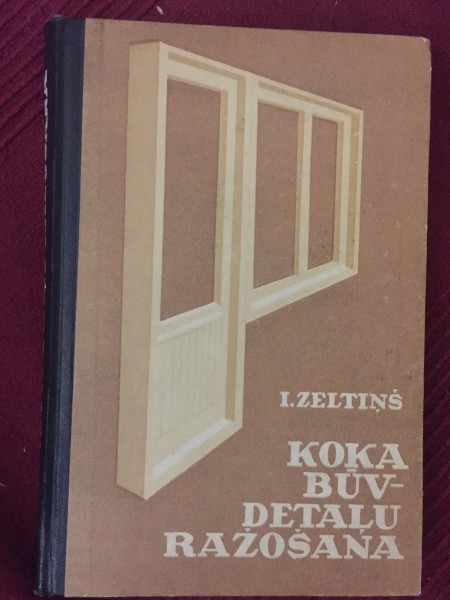 I. ZELTIŅŠ
KOKA
BŪV-
DETAĻU
RAŽOŠANA